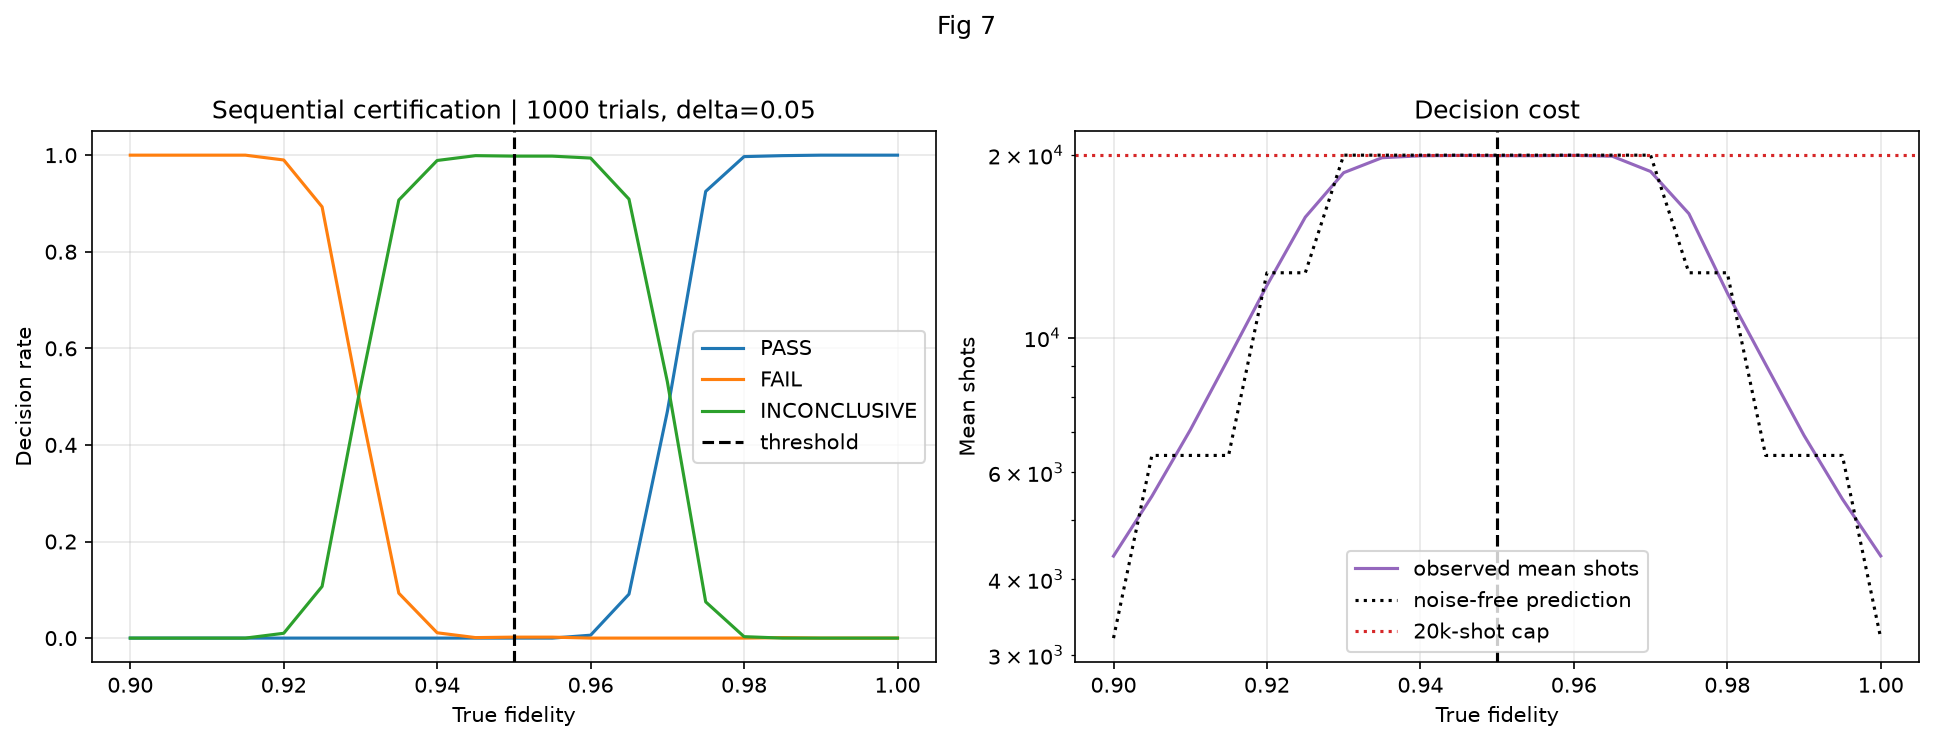 Fig 7
Sequential certification | 1000 trials, delta=0.05
Decision rate
1.0
0.8
0.6
0.4
0.2
0.0
PASS
FAIL
INCONCLUSIVE
threshold
0.90 0.92 0.94 0.96 0.98 1.00
True fidelity
Decision cost
Mean shots
2 × 10⁴
10⁴
6 × 10³
4 × 10³
3 × 10³
observed mean shots
noise-free prediction
20k-shot cap
0.90 0.92 0.94 0.96 0.98 1.00
True fidelity